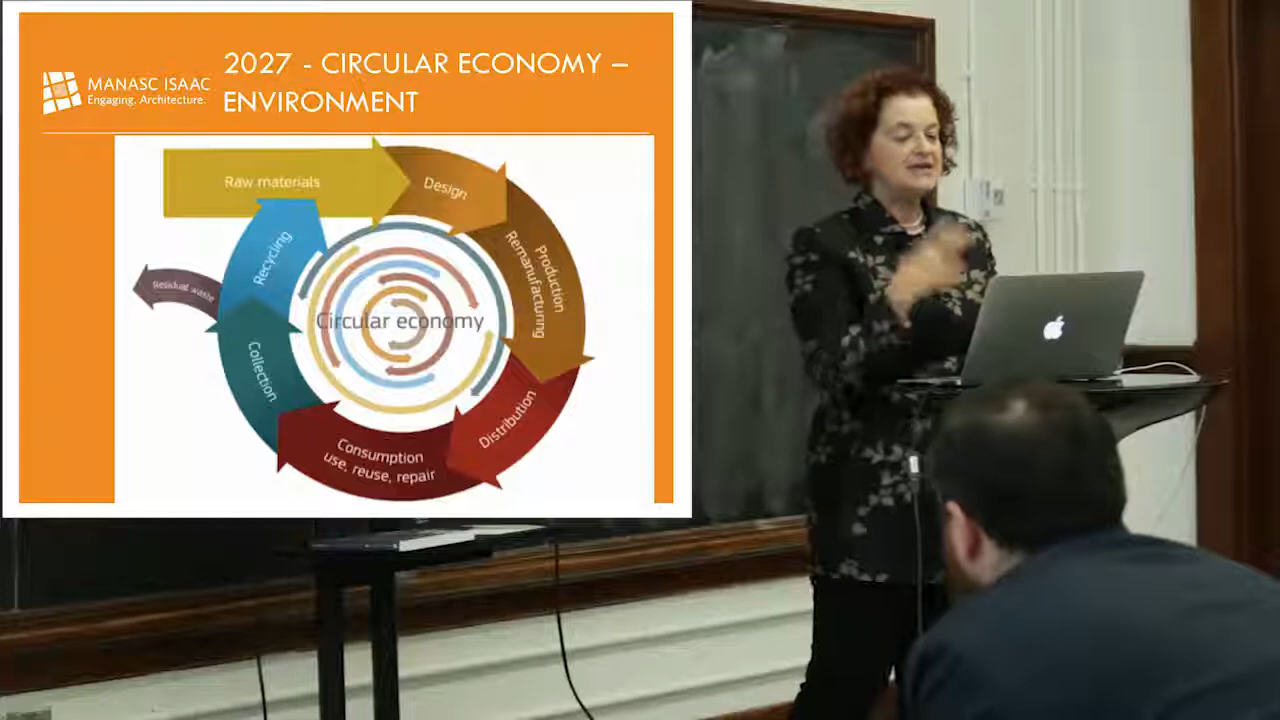 MANASC ISAAC
Engaging. Architecture.
2027 - CIRCULAR ECONOMY –
ENVIRONMENT
Raw materials
Design
Production
Remanufacturing
Distribution
Consumption
use, reuse, repair
Collection
Recycling
Residual waste
Circular economy